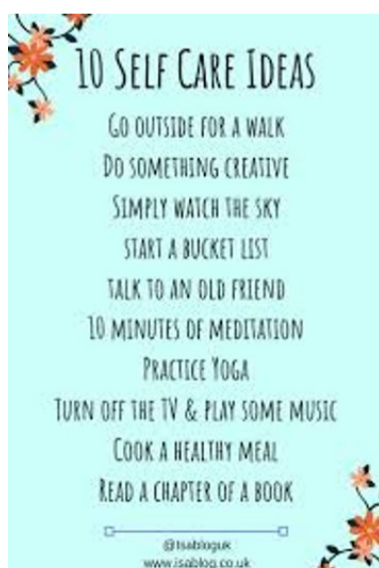 10 Self Care Ideas
Go outside for a walk
Do something creative
Simply watch the sky
start a bucket list
talk to an old friend
10 minutes of meditation
Practice Yoga
Turn off the TV & play some music
Cook a healthy meal
Read a chapter of a book
@Isabloguk
www.isablog.co.uk